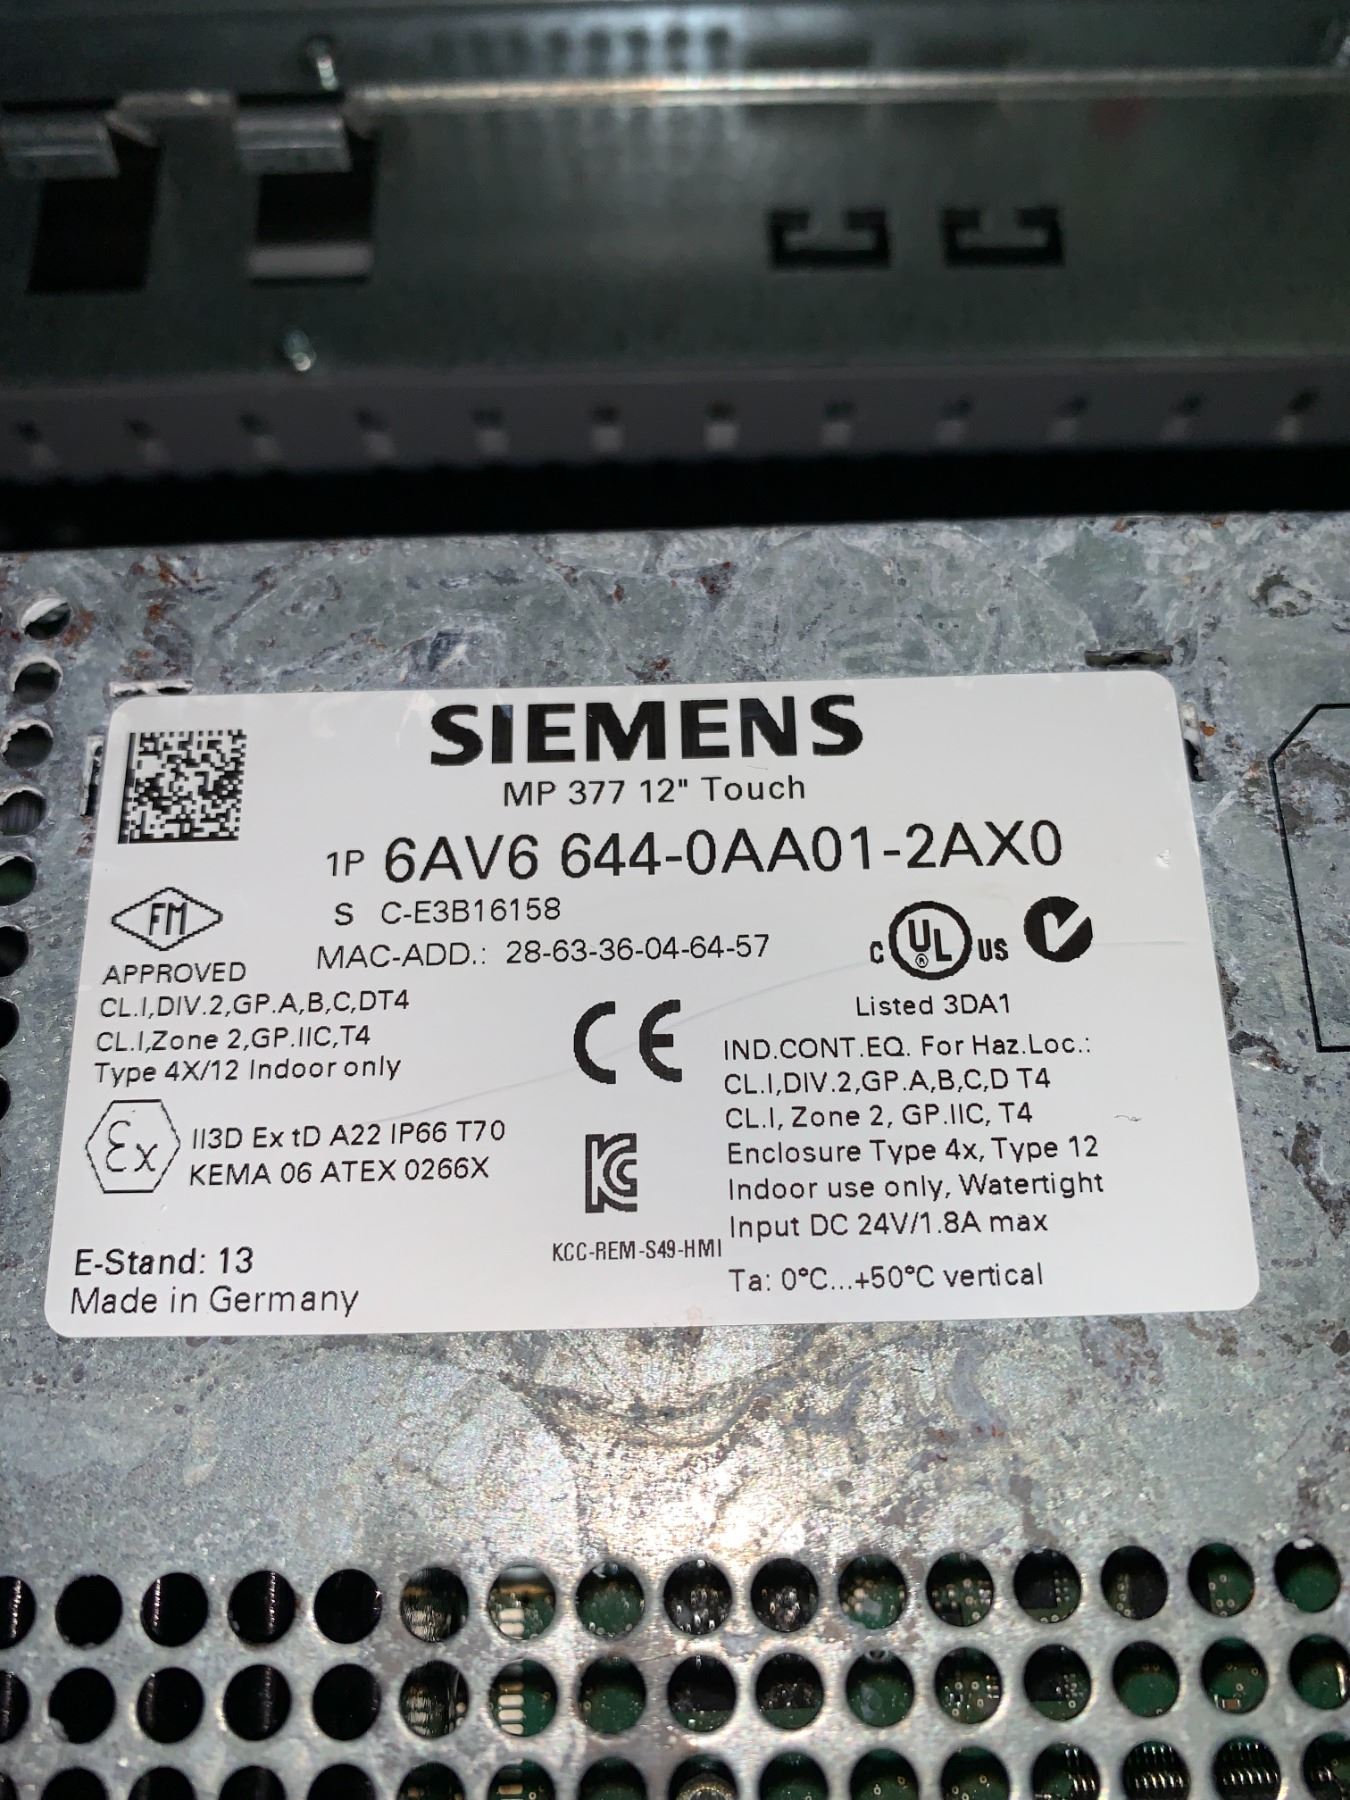 SIEMENS
MP 377 12" Touch
1P 6AV6 644-0AA01-2AX0
S C-E3B16158
MAC-ADD.: 28-63-36-04-64-57
FM
APPROVED
CL.I,DIV.2,GP.A,B,C,DT4
CL.I,Zone 2,GP.IIC,T4
Type 4X/12 Indoor only
Ex II3D Ex tD A22 IP66 T70
KEMA 06 ATEX 0266X
E-Stand: 13
Made in Germany
CE
KC
KCC-REM-S49-HMI
C UL ® US
Listed 3DA1
IND.CONT.EQ. For Haz.Loc.:
CL.I,DIV.2,GP.A,B,C,D T4
CL.I, Zone 2, GP.IIC, T4
Enclosure Type 4x, Type 12
Indoor use only, Watertight
Input DC 24V/1.8A max
Ta: 0°C...+50°C vertical